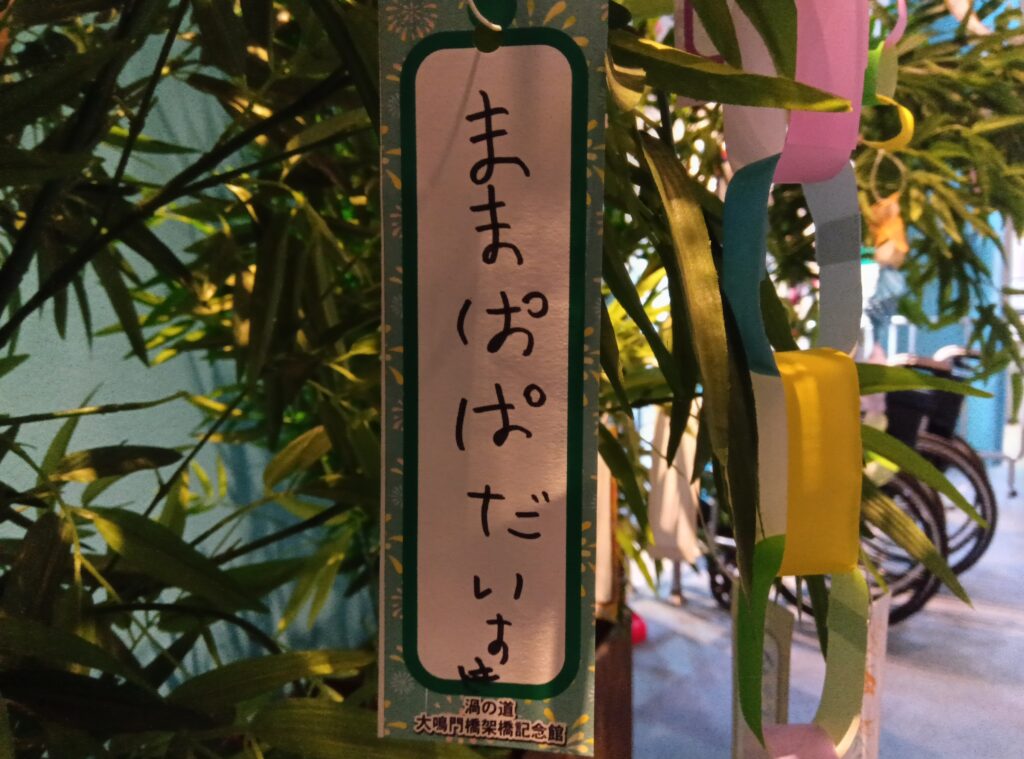 ままぱぱだいすき
渦の道
大鳴門橋架橋記念館